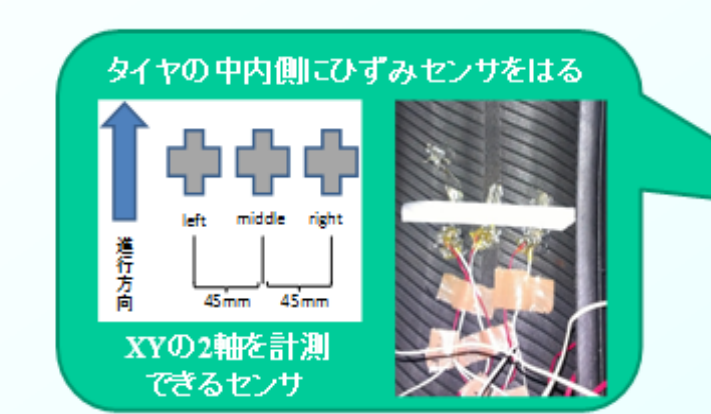 タイヤの中内側にひずみセンサをはる
left middle right
進行方向
45mm 45mm
XYの2軸を計測
できるセンサ